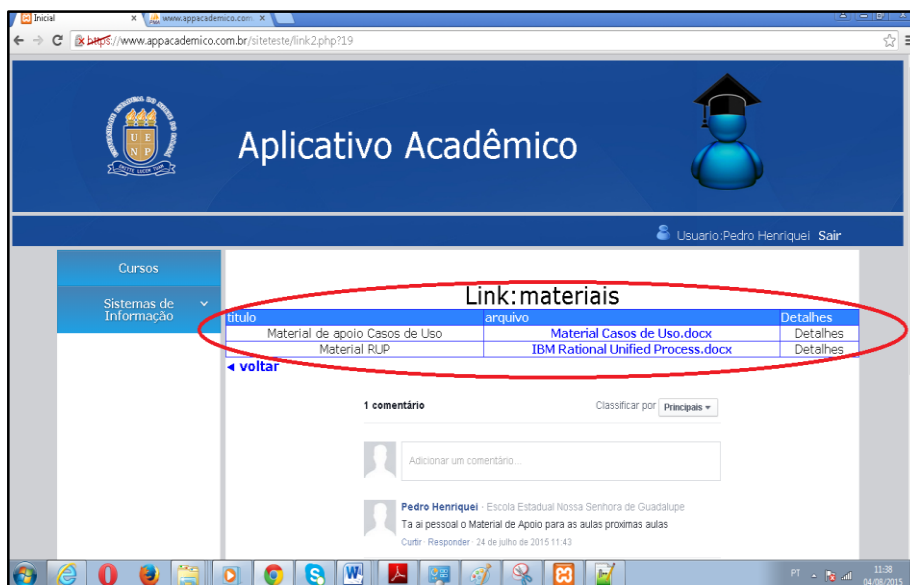 Inicial
www.appacademico.com.
https://www.appacademico.com.br/siteteste/link2.php?19
U E
N P
Aplicativo Acadêmico
Usuario:Pedro Henriquei Sair
Cursos
Sistemas de
Informação
Link:materiais
titulo arquivo Detalhes
Material de apoio Casos de Uso Material Casos de Uso.docx Detalhes
Material RUP IBM Rational Unified Process.docx Detalhes
voltar
1 comentário Classificar por Principais
Adicionar um comentário...
Pedro Henriquei · Escola Estadual Nossa Senhora de Guadalupe
Ta ai pessoal o Material de Apoio para as aulas proximas aulas
Curtir · Responder · 24 de julho de 2015 11:43
PT 11:38
04/08/2015